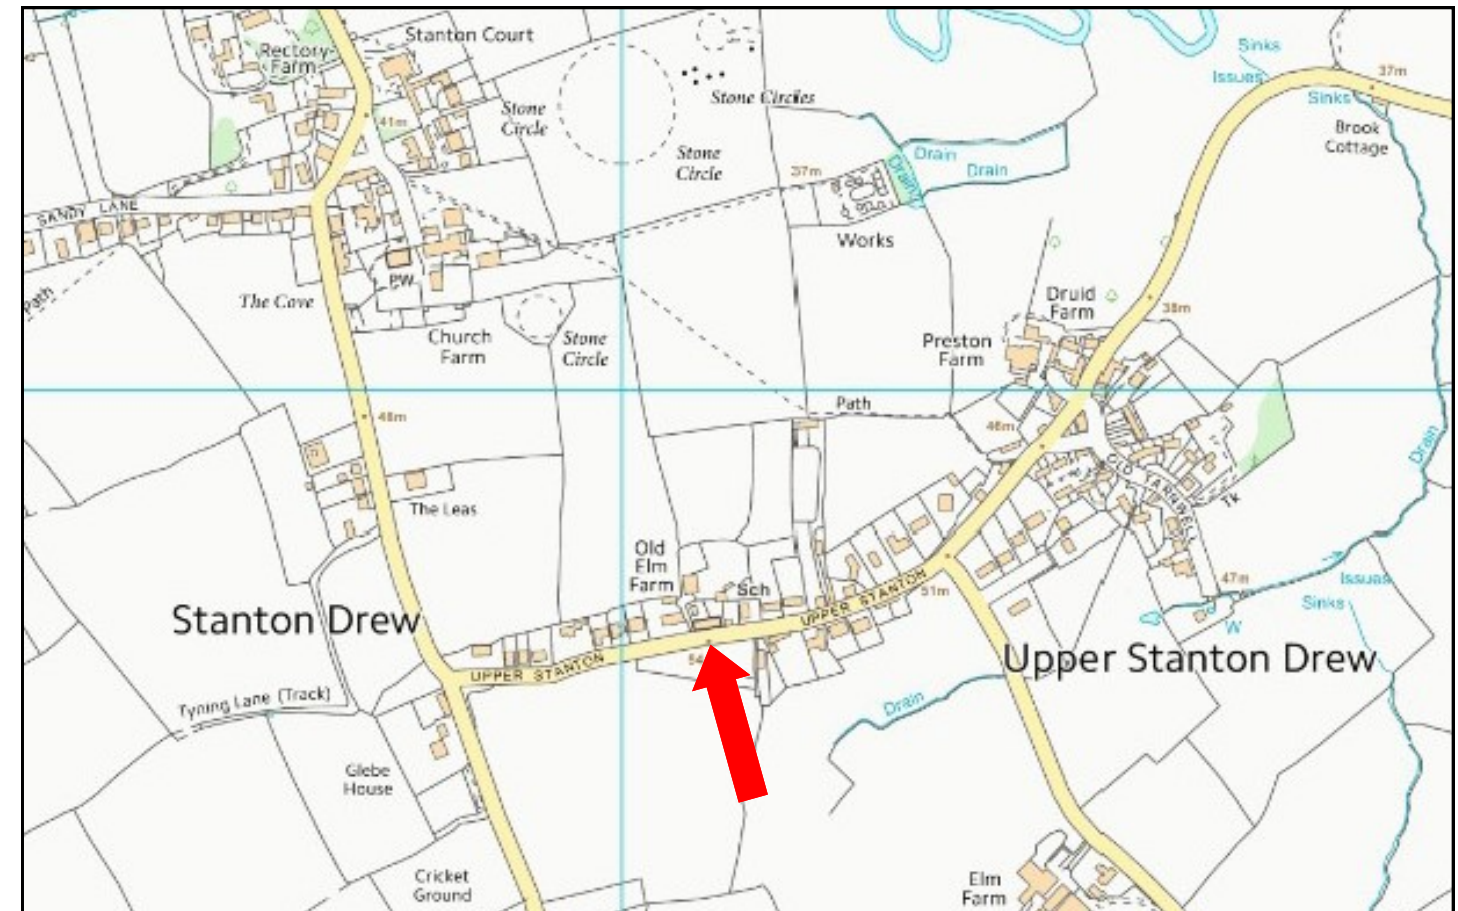 Stanton Court
Rectory
Farm
Sinks
Issues
37m
Sinks
Stone
Circle
Stone Circles
Brook
Cottage
41m
Stone
Circle
Drain
Drain
Drain
37m
SANDY LANE
Works
PW
Path
The Cove
Druid
Farm
38m
Church
Farm
Stone
Circle
Preston
Farm
Path
48m
46m
Drain
OLD TARNWELL
Tk
The Leas
Old
Elm
Farm
Sch
47m
Issues
Sinks
51m
W
UPPER STANTON
Stanton Drew
UPPER STANTON
Upper Stanton Drew
Tyning Lane (Track)
Drain
Glebe
House
Cricket
Ground
Elm
Farm